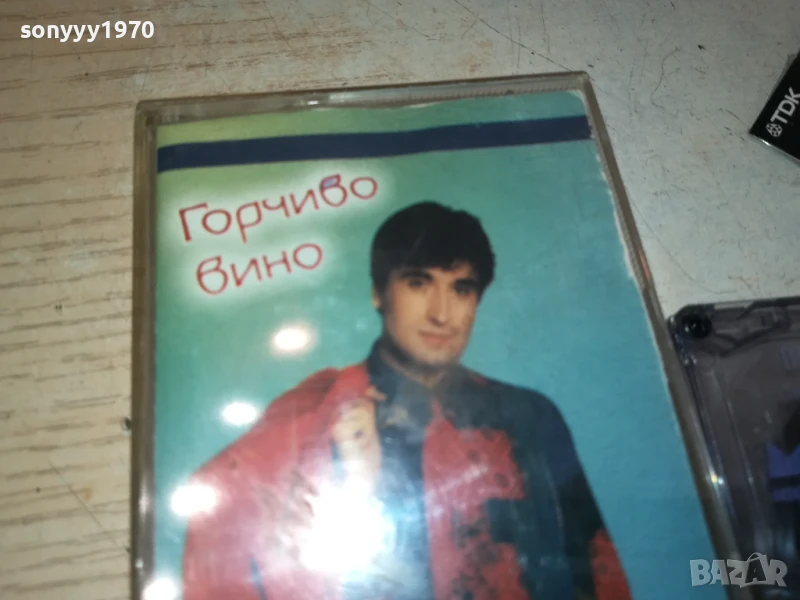 sonyyy1970
Горчиво
вино
TDK
BAZAR